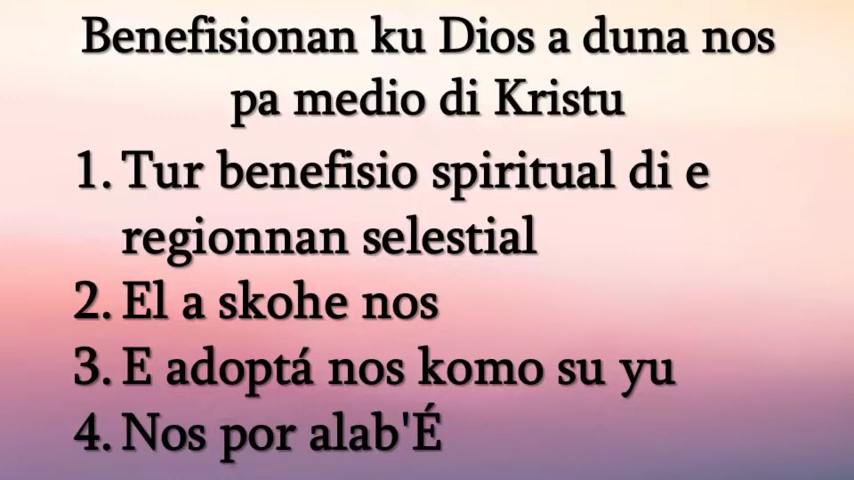 Benefisionan ku Dios a duna nos
pa medio di Kristu
1. Tur benefisio spiritual di e
regionnan selestial
2. El a skohe nos
3. E adoptá nos komo su yu
4. Nos por alab'É